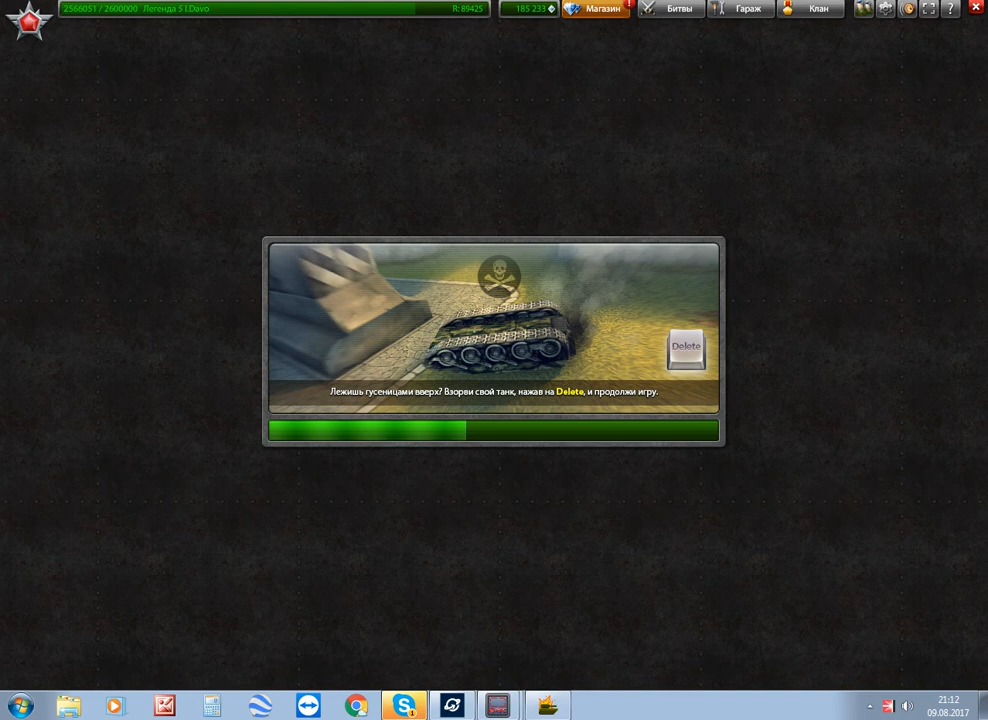 2566051 / 2600000 Легенда 5 I.Davo
R: 89425
185 233
Магазин
!
Битвы
Гараж
Клан
?
Delete
Лежишь гусеницами вверх? Взорви свой танк, нажав на Delete, и продолжи игру.
1
21:12
09.08.2017